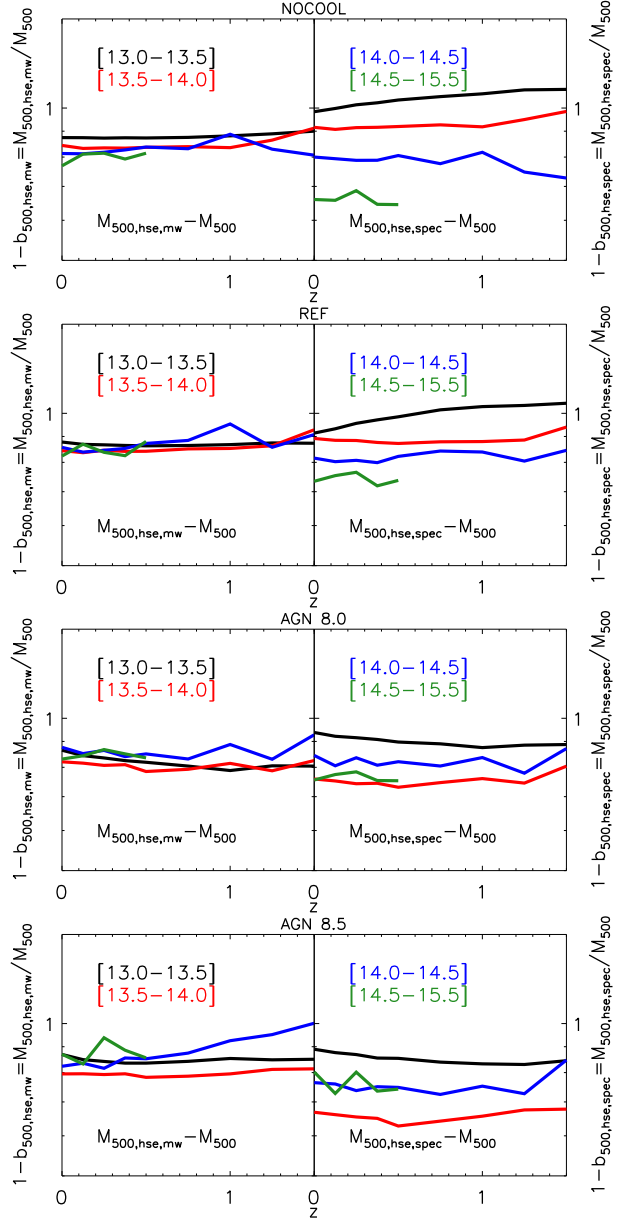 NOCOOL
[13.0−13.5] [14.0−14.5]
[13.5−14.0] [14.5−15.5]
1 1
M500,hse,mw−M500 M500,hse,spec−M500
1−b500,hse,mw=M500,hse,mw/M500
1−b500,hse,spec=M500,hse,spec/M500
0 1 0 1
z
REF
[13.0−13.5] [14.0−14.5]
[13.5−14.0] [14.5−15.5]
1 1
M500,hse,mw−M500 M500,hse,spec−M500
1−b500,hse,mw=M500,hse,mw/M500
1−b500,hse,spec=M500,hse,spec/M500
0 1 0 1
z
AGN 8.0
[13.0−13.5] [14.0−14.5]
[13.5−14.0] [14.5−15.5]
1 1
M500,hse,mw−M500 M500,hse,spec−M500
1−b500,hse,mw=M500,hse,mw/M500
1−b500,hse,spec=M500,hse,spec/M500
0 1 0 1
z
AGN 8.5
[13.0−13.5] [14.0−14.5]
[13.5−14.0] [14.5−15.5]
1 1
M500,hse,mw−M500 M500,hse,spec−M500
1−b500,hse,mw=M500,hse,mw/M500
1−b500,hse,spec=M500,hse,spec/M500
0 1 0 1
z